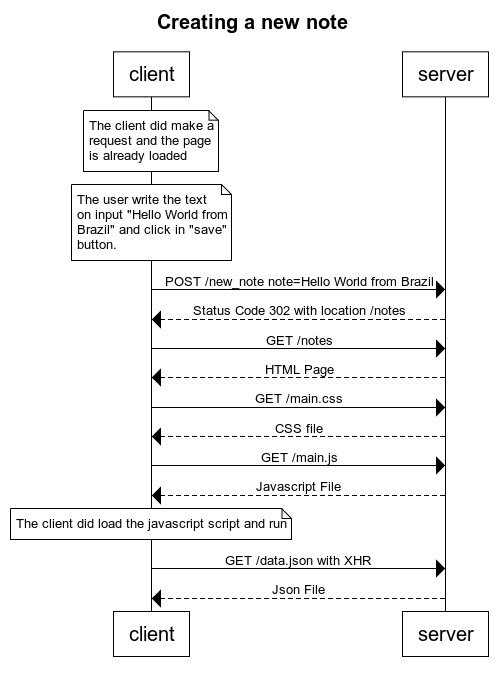 Creating a new note
client
server
The client did make a
request and the page
is already loaded
The user write the text
on input "Hello World from
Brazil" and click in "save"
button.
POST /new_note note=Hello World from Brazil
Status Code 302 with location /notes
GET /notes
HTML Page
GET /main.css
CSS file
GET /main.js
Javascript File
The client did load the javascript script and run
GET /data.json with XHR
Json File
client
server